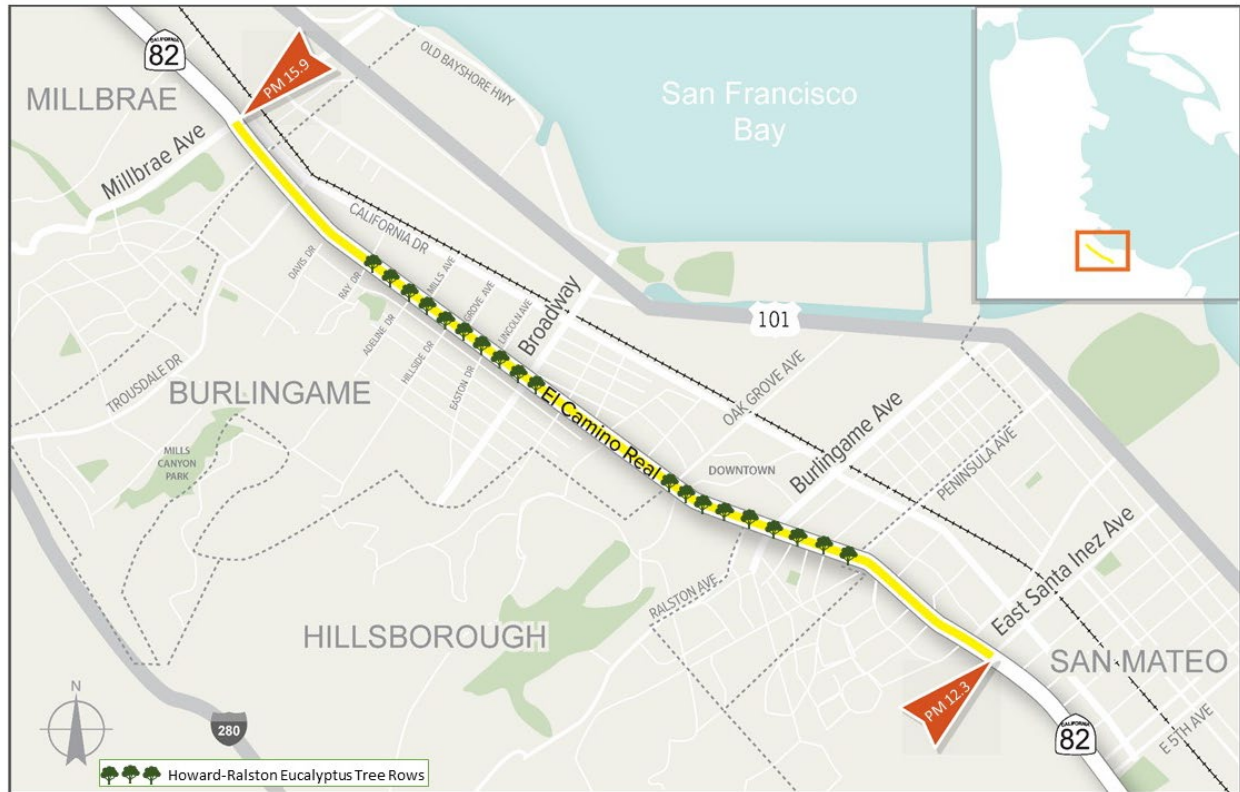 CALIFORNIA
82
PM 15.9
OLD BAYSHORE HWY
MILLBRAE
San Francisco
Bay
Millbrae Ave
CALIFORNIA DR
DAVIS DR
RAY DR
MILLS AVE
GROVE AVE
LINCOLN AVE
Broadway
101
ADELINE DR
HILLSIDE DR
EASTON DR
TROUSDALE DR
BURLINGAME
El Camino Real
OAK GROVE AVE
MILLS
CANYON
PARK
DOWNTOWN
Burlingame Ave
PENINSULA AVE
RALSTON AVE
East Santa Inez Ave
HILLSBOROUGH
SAN MATEO
PM 12.3
N
280
CALIFORNIA
82
E 5TH AVE
Howard-Ralston Eucalyptus Tree Rows